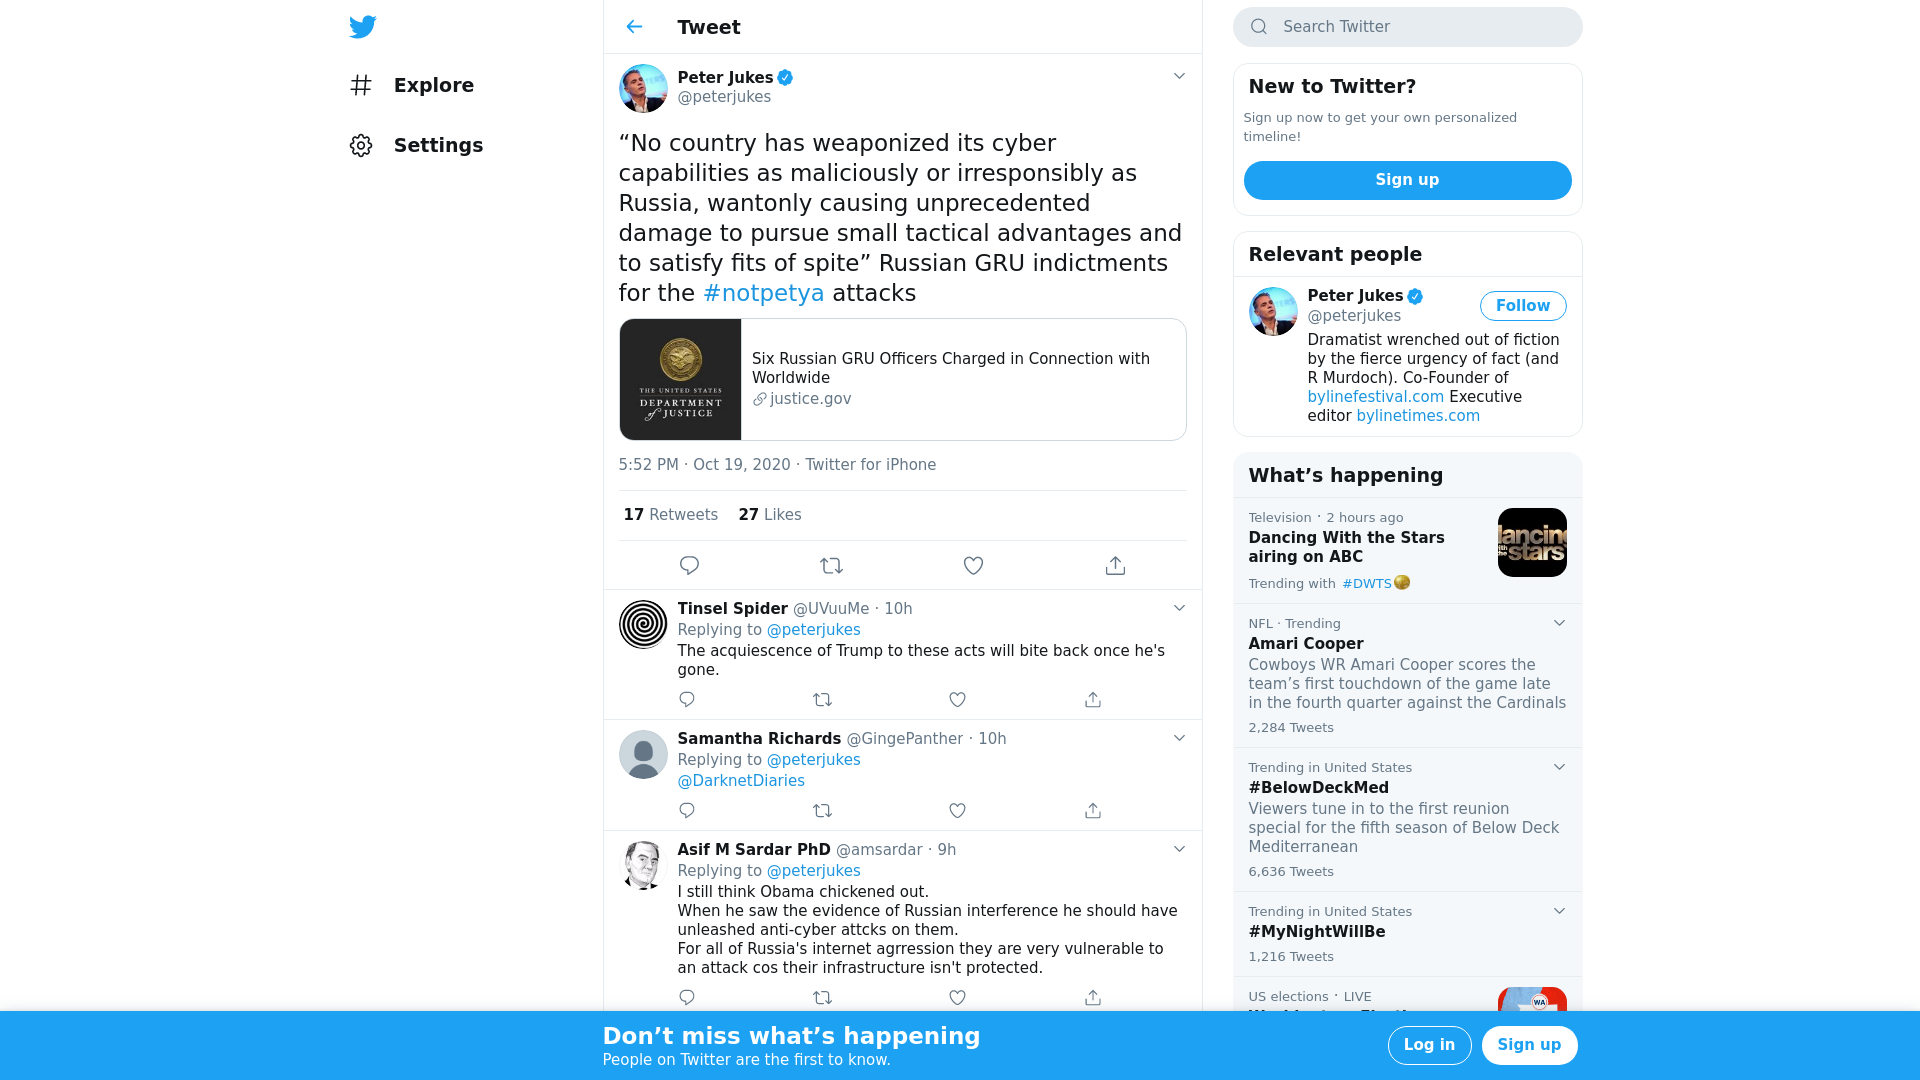 Explore
Settings
Tweet
Peter Jukes
@peterjukes
“No country has weaponized its cyber
capabilities as maliciously or irresponsibly as
Russia, wantonly causing unprecedented
damage to pursue small tactical advantages and
to satisfy fits of spite” Russian GRU indictments
for the #notpetya attacks
THE UNITED STATES
DEPARTMENT
of JUSTICE
Six Russian GRU Officers Charged in Connection with
Worldwide
justice.gov
5:52 PM · Oct 19, 2020 · Twitter for iPhone
17 Retweets 27 Likes
Tinsel Spider @UVuuMe · 10h
Replying to @peterjukes
The acquiescence of Trump to these acts will bite back once he's
gone.
Samantha Richards @GingePanther · 10h
Replying to @peterjukes
@DarknetDiaries
Asif M Sardar PhD @amsardar · 9h
Replying to @peterjukes
I still think Obama chickened out.
When he saw the evidence of Russian interference he should have
unleashed anti-cyber attcks on them.
For all of Russia's internet agrression they are very vulnerable to
an attack cos their infrastructure isn't protected.
Search Twitter
New to Twitter?
Sign up now to get your own personalized
timeline!
Sign up
Relevant people
Peter Jukes
@peterjukes
Follow
Dramatist wrenched out of fiction
by the fierce urgency of fact (and
R Murdoch). Co-Founder of
bylinefestival.com Executive
editor bylinetimes.com
What’s happening
Television · 2 hours ago
Dancing With the Stars
airing on ABC
Trending with #DWTS
dancing
with the
stars
NFL · Trending
Amari Cooper
Cowboys WR Amari Cooper scores the
team’s first touchdown of the game late
in the fourth quarter against the Cardinals
2,284 Tweets
Trending in United States
#BelowDeckMed
Viewers tune in to the first reunion
special for the fifth season of Below Deck
Mediterranean
6,636 Tweets
Trending in United States
#MyNightWillBe
1,216 Tweets
US elections · LIVE
WA
Don’t miss what’s happening
People on Twitter are the first to know.
Log in
Sign up